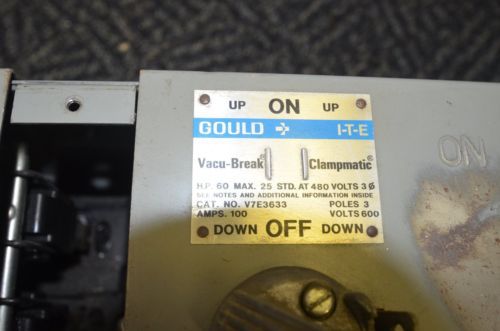 UP ON UP
GOULD I-T-E
Vacu-Break® Clampmatic®
H.P. 60 MAX. 25 STD. AT 480 VOLTS 3 Ø
SEE NOTES AND ADDITIONAL INFORMATION INSIDE
CAT. NO. V7E3633 POLES 3
AMPS. 100 VOLTS 600
DOWN OFF DOWN
ON